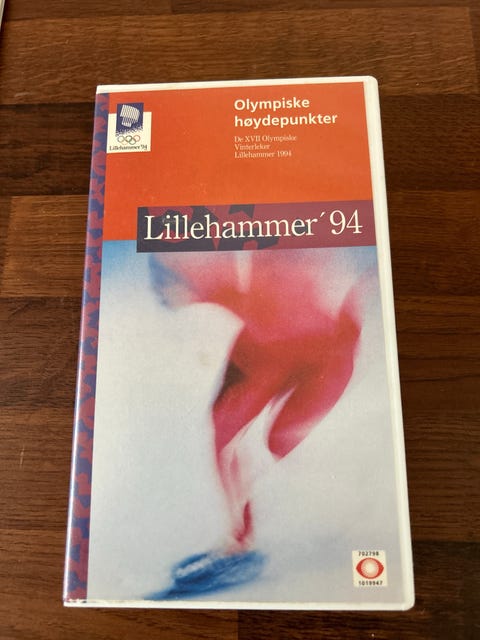 Lillehammer '94
Olympiske
høydepunkter
De XVII Olympiske
Vinterleker
Lillehammer 1994
Lillehammer´94
702798
1019947